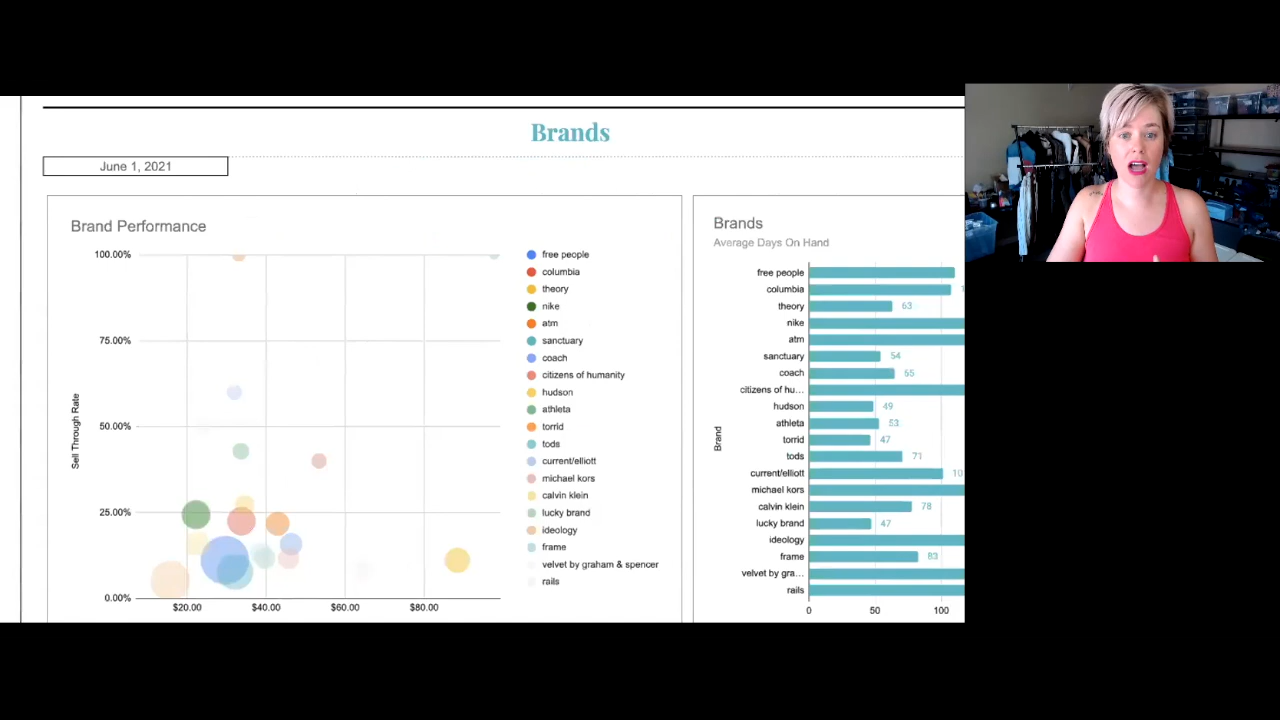 Brands
June 1, 2021
Brand Performance
100.00%
75.00%
50.00%
25.00%
0.00%
Sell Through Rate
$20.00
$40.00
$60.00
$80.00
free people
columbia
theory
nike
atm
sanctuary
coach
citizens of humanity
hudson
athleta
torrid
tods
current/elliott
michael kors
calvin klein
lucky brand
ideology
frame
velvet by graham & spencer
rails
Brands
Average Days On Hand
Brand
free people
columbia
theory 63
nike
atm
sanctuary 54
coach 65
citizens of hu...
hudson 49
athleta 53
torrid 47
tods 71
current/elliott 10
michael kors
calvin klein 78
lucky brand 47
ideology
frame 83
velvet by gra...
rails
0 50 100